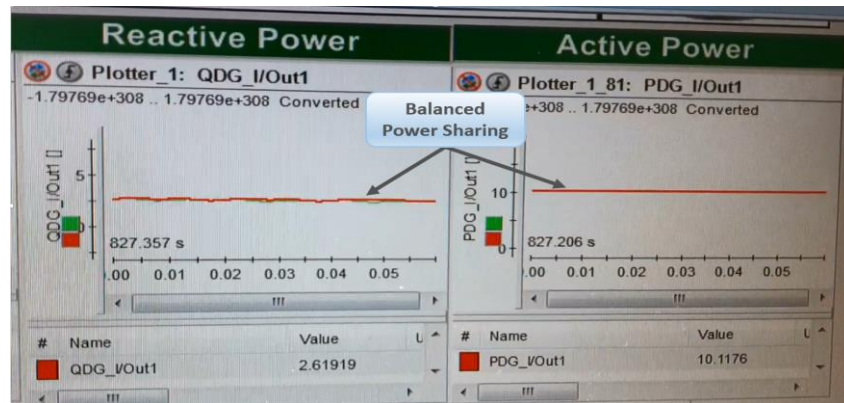 Reactive Power
Plotter_1: QDG_I/Out1
-1.79769e+308 .. 1.79769e+308 Converted
QDG_I/Out1 []
5
0
827.357 s
.00 0.01 0.02 0.03 0.04 0.05
# Name Value
QDG_I/Out1 2.61919
Balanced
Power Sharing
Active Power
Plotter_1_81: PDG_I/Out1
e+308 .. 1.79769e+308 Converted
PDG_I/Out1 []
10
0
827.206 s
.00 0.01 0.02 0.03 0.04 0.05
# Name Value
PDG_I/Out1 10.1176